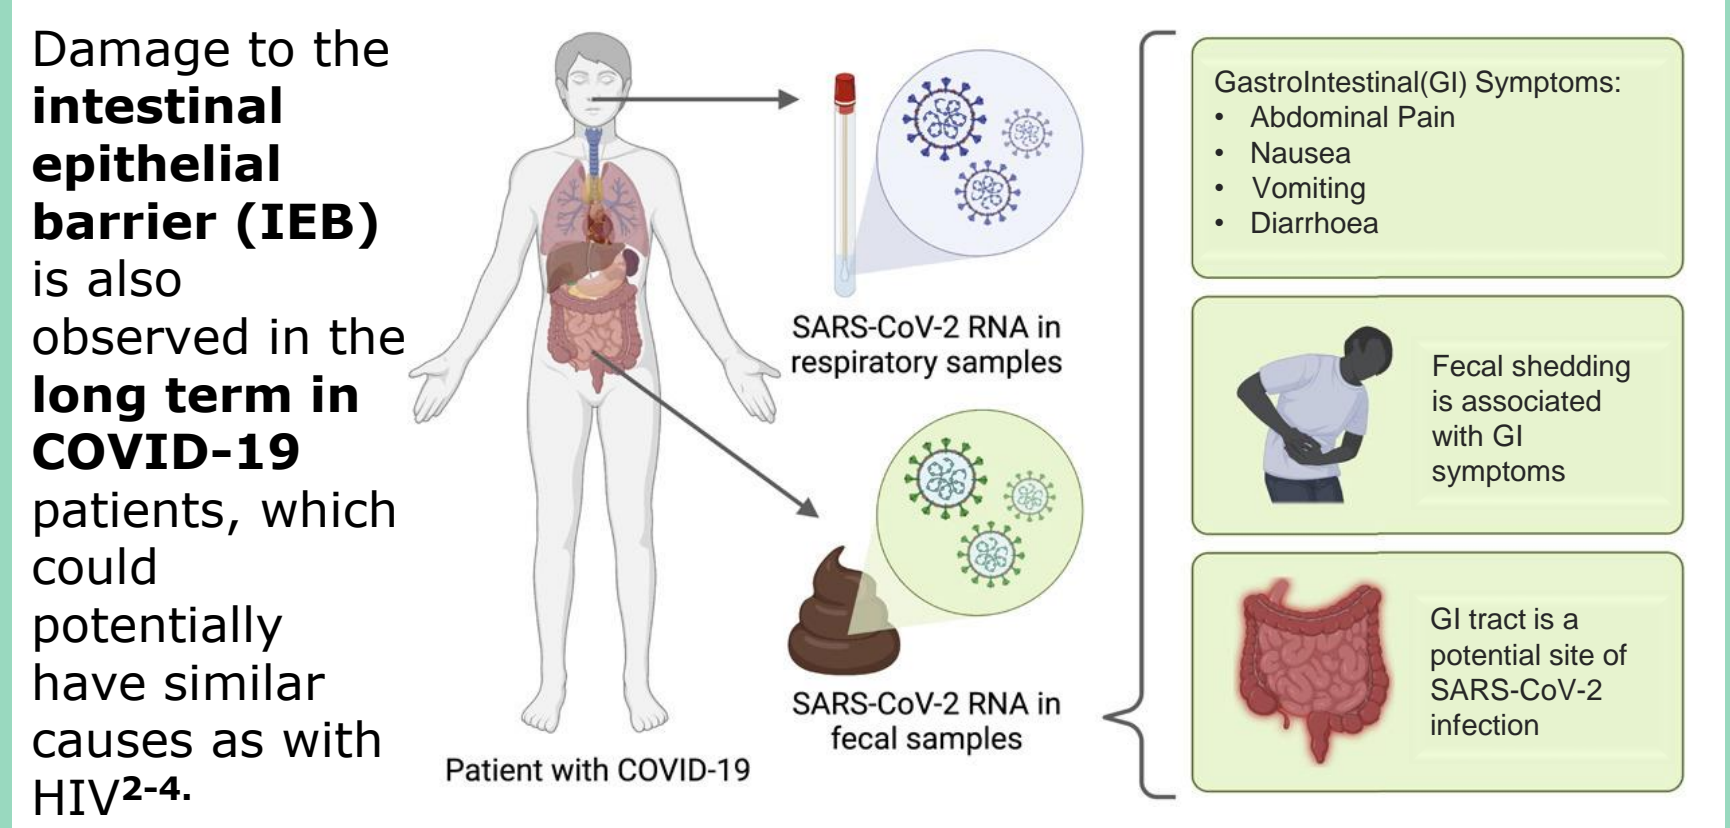 Damage to the
intestinal
epithelial
barrier (IEB)
is also
observed in the
long term in
COVID-19
patients, which
could
potentially
have similar
causes as with
HIV2-4.
Patient with COVID-19
SARS-CoV-2 RNA in
respiratory samples
SARS-CoV-2 RNA in
fecal samples
GastroIntestinal(GI) Symptoms:
• Abdominal Pain
• Nausea
• Vomiting
• Diarrhoea
Fecal shedding
is associated
with GI
symptoms
GI tract is a
potential site of
SARS-CoV-2
infection